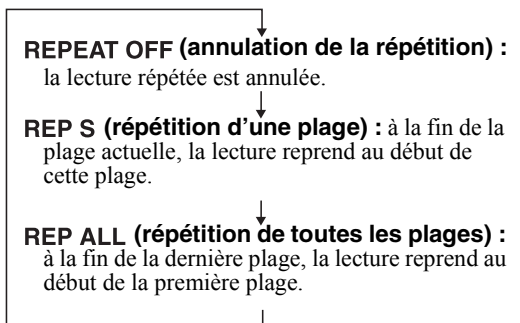 REPEAT OFF (annulation de la répétition) :
la lecture répétée est annulée.
REP S (répétition d’une plage) : à la fin de la
plage actuelle, la lecture reprend au début de
cette plage.
REP ALL (répétition de toutes les plages) :
à la fin de la dernière plage, la lecture reprend au
début de la première plage.